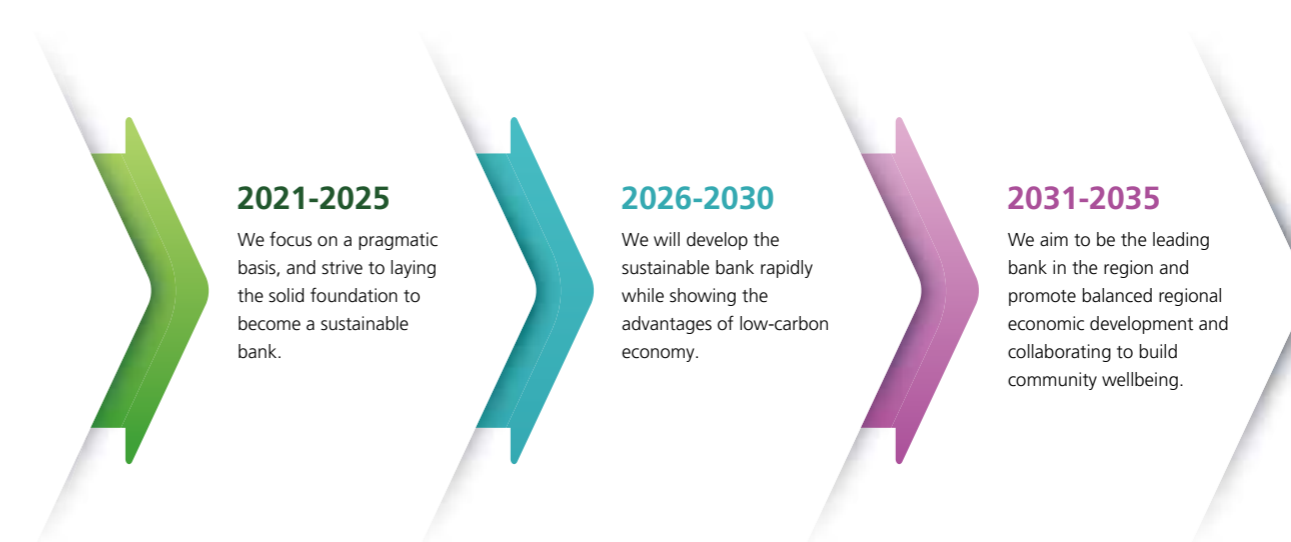 2021-2025
We focus on a pragmatic
basis, and strive to laying
the solid foundation to
become a sustainable
bank.
2026-2030
We will develop the
sustainable bank rapidly
while showing the
advantages of low-carbon
economy.
2031-2035
We aim to be the leading
bank in the region and
promote balanced regional
economic development and
collaborating to build
community wellbeing.